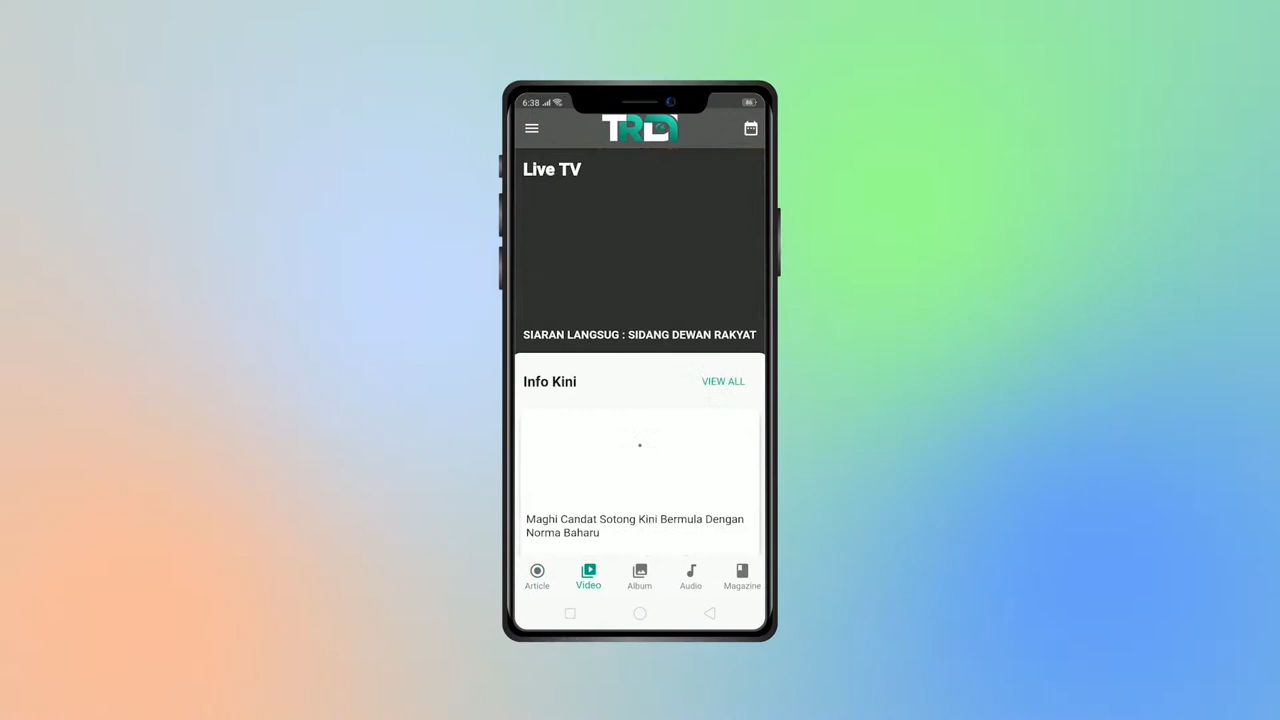 6:38
86
TRDI
Live TV
SIARAN LANGSUG : SIDANG DEWAN RAKYAT
Info Kini
VIEW ALL
Maghi Candat Sotong Kini Bermula Dengan
Norma Baharu
Article
Video
Album
Audio
Magazine